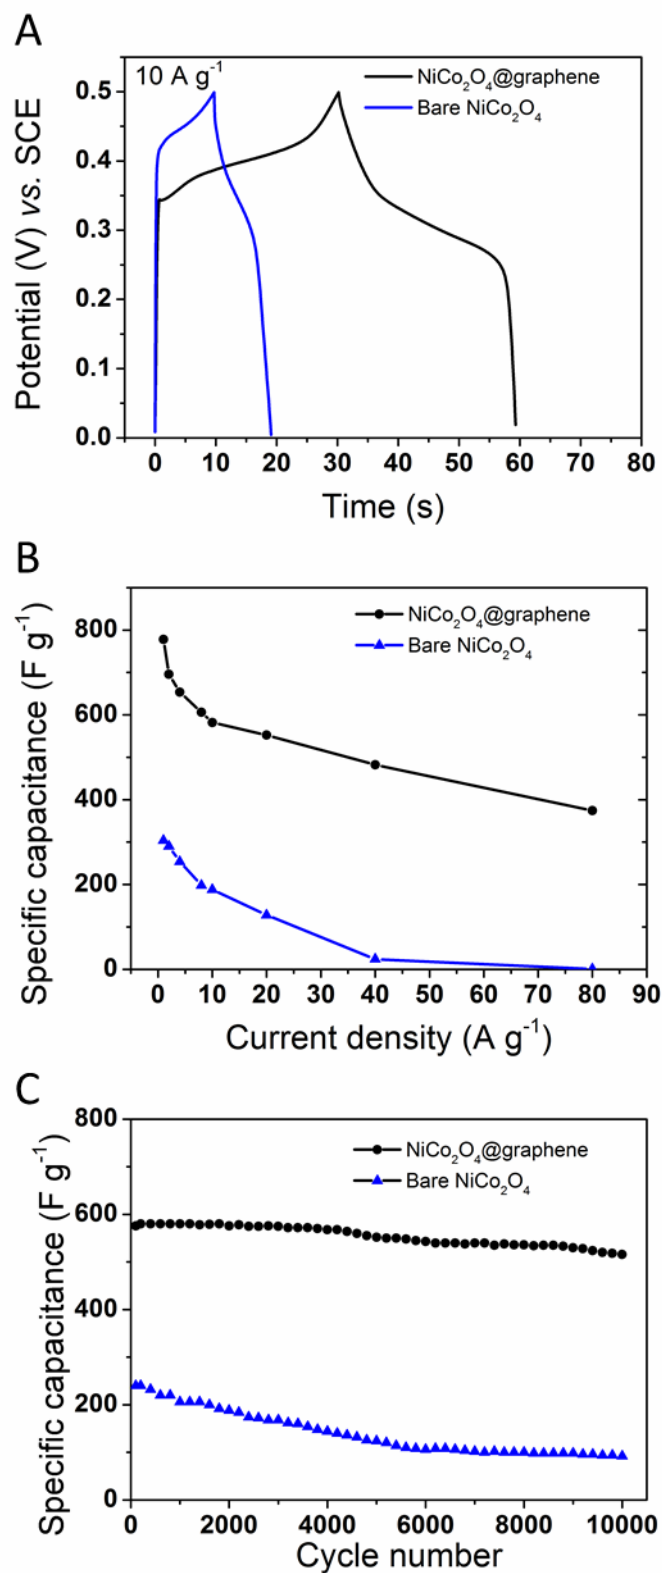 A
10 A g⁻¹
NiCo₂O₄@graphene
Bare NiCo₂O₄
Potential (V) vs. SCE
0.5
0.4
0.3
0.2
0.1
0.0
0 10 20 30 40 50 60 70 80
Time (s)
B
NiCo₂O₄@graphene
Bare NiCo₂O₄
Specific capacitance (F g⁻¹)
800
600
400
200
0
0 10 20 30 40 50 60 70 80 90
Current density (A g⁻¹)
C
NiCo₂O₄@graphene
Bare NiCo₂O₄
Specific capacitance (F g⁻¹)
800
600
400
200
0
0 2000 4000 6000 8000 10000
Cycle number